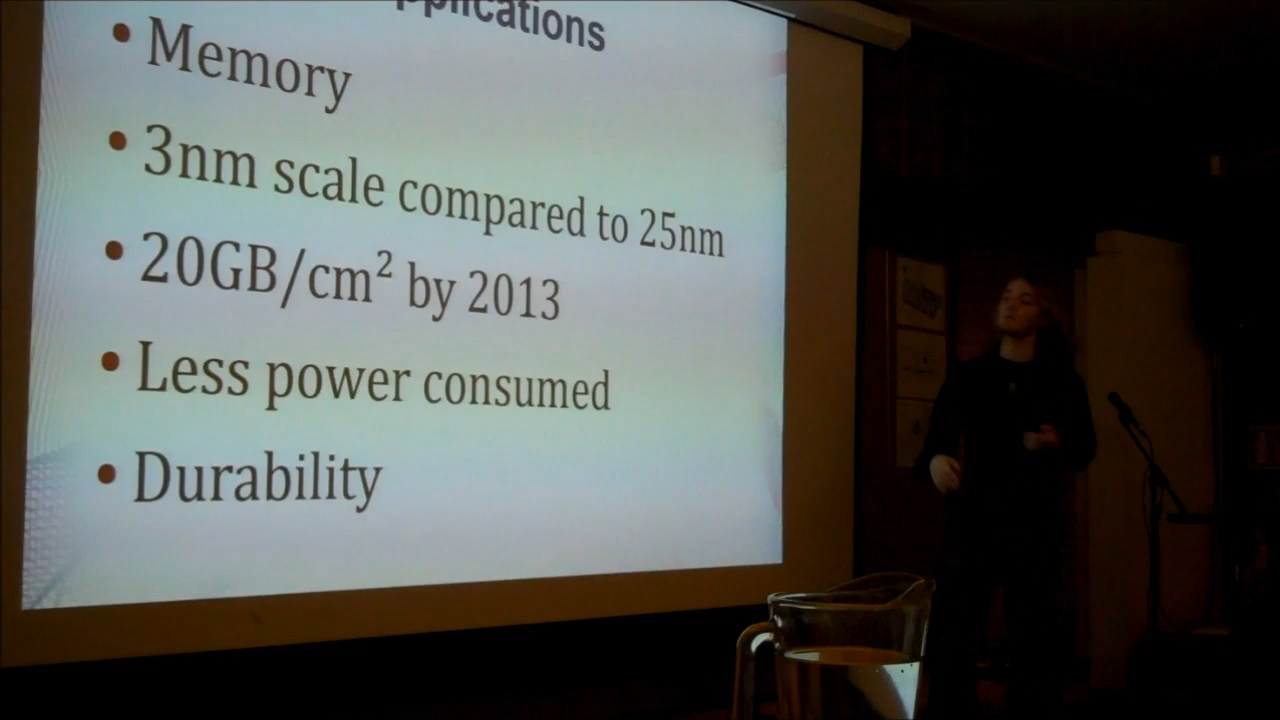 pplications
• Memory
• 3nm scale compared to 25nm
• 20GB/cm² by 2013
• Less power consumed
• Durability